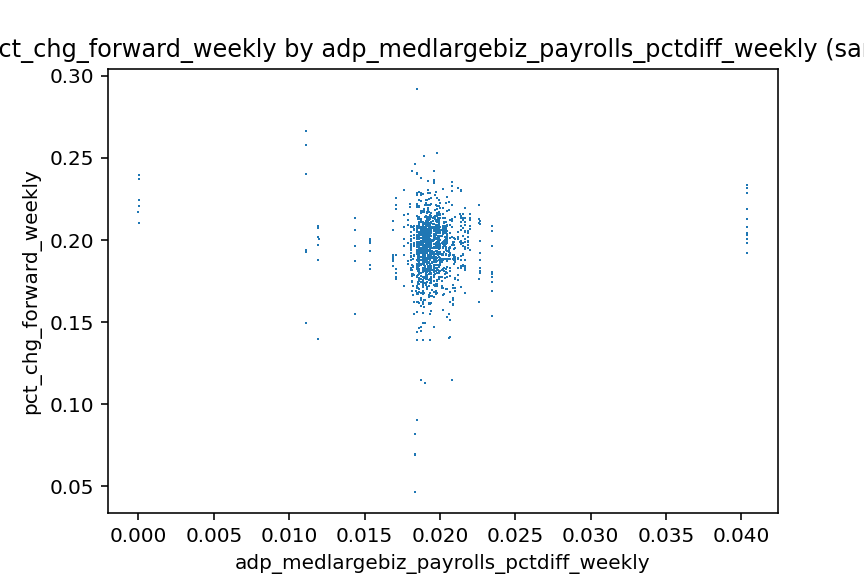 ct_chg_forward_weekly by adp_medlargebiz_payrolls_pctdiff_weekly (sa
0.30
0.25
0.20
0.15
0.10
0.05
pct_chg_forward_weekly
0.000 0.005 0.010 0.015 0.020 0.025 0.030 0.035 0.040
adp_medlargebiz_payrolls_pctdiff_weekly